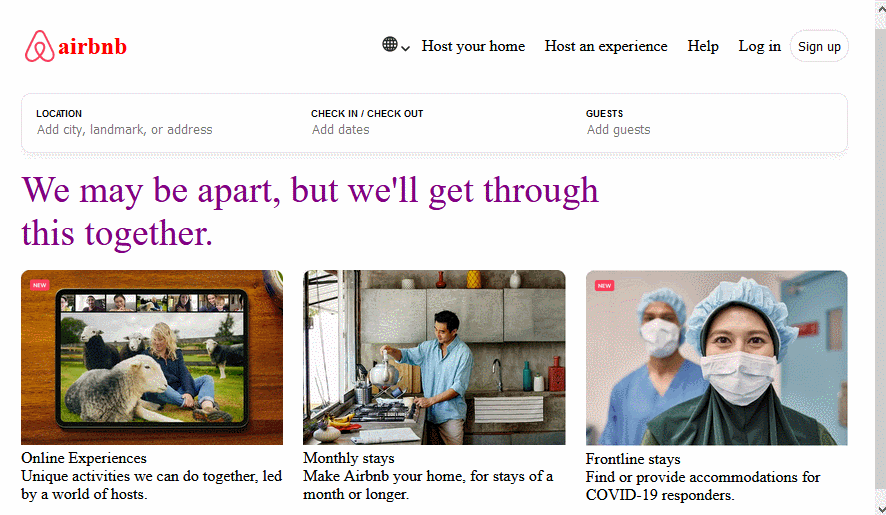 airbnb
Host your home
Host an experience
Help
Log in
Sign up
LOCATION
Add city, landmark, or address
CHECK IN / CHECK OUT
Add dates
GUESTS
Add guests
We may be apart, but we'll get through
this together.
NEW
NEW
Online Experiences
Unique activities we can do together, led
by a world of hosts.
Monthly stays
Make Airbnb your home, for stays of a
month or longer.
Frontline stays
Find or provide accommodations for
COVID-19 responders.